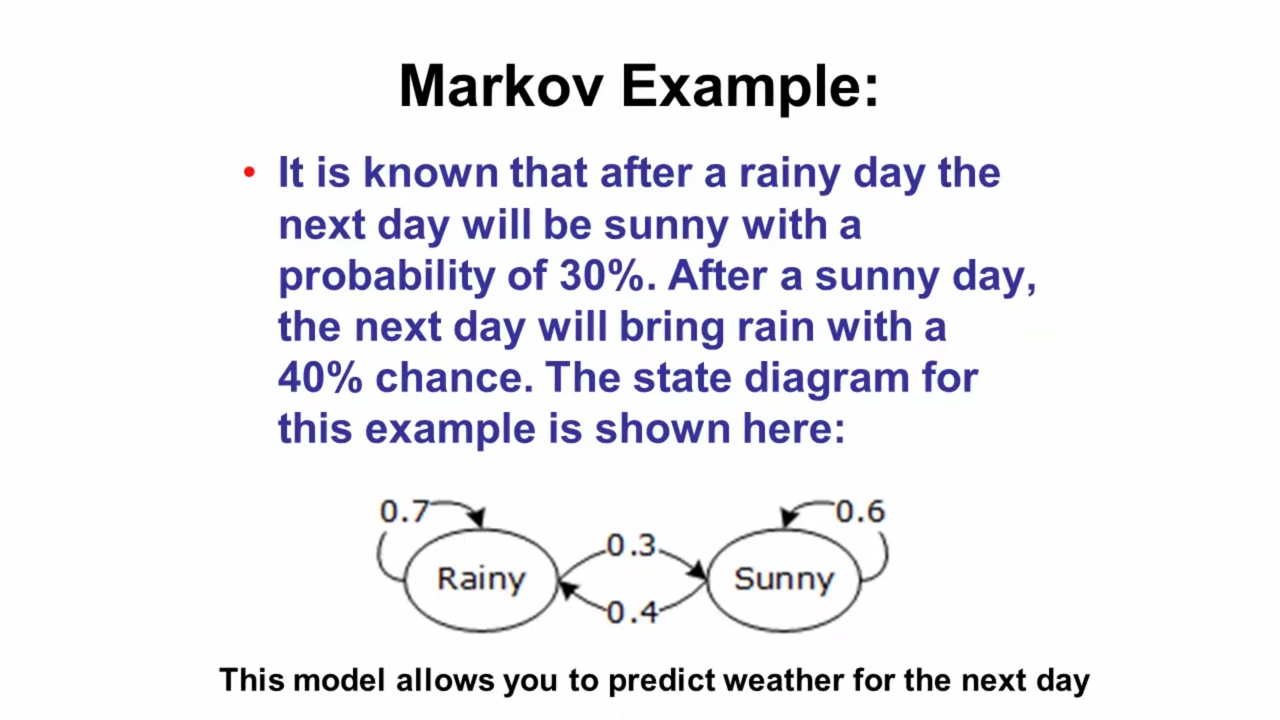 Markov Example:
• It is known that after a rainy day the
next day will be sunny with a
probability of 30%. After a sunny day,
the next day will bring rain with a
40% chance. The state diagram for
this example is shown here:
0.7
0.3
0.6
Rainy
Sunny
0.4
This model allows you to predict weather for the next day